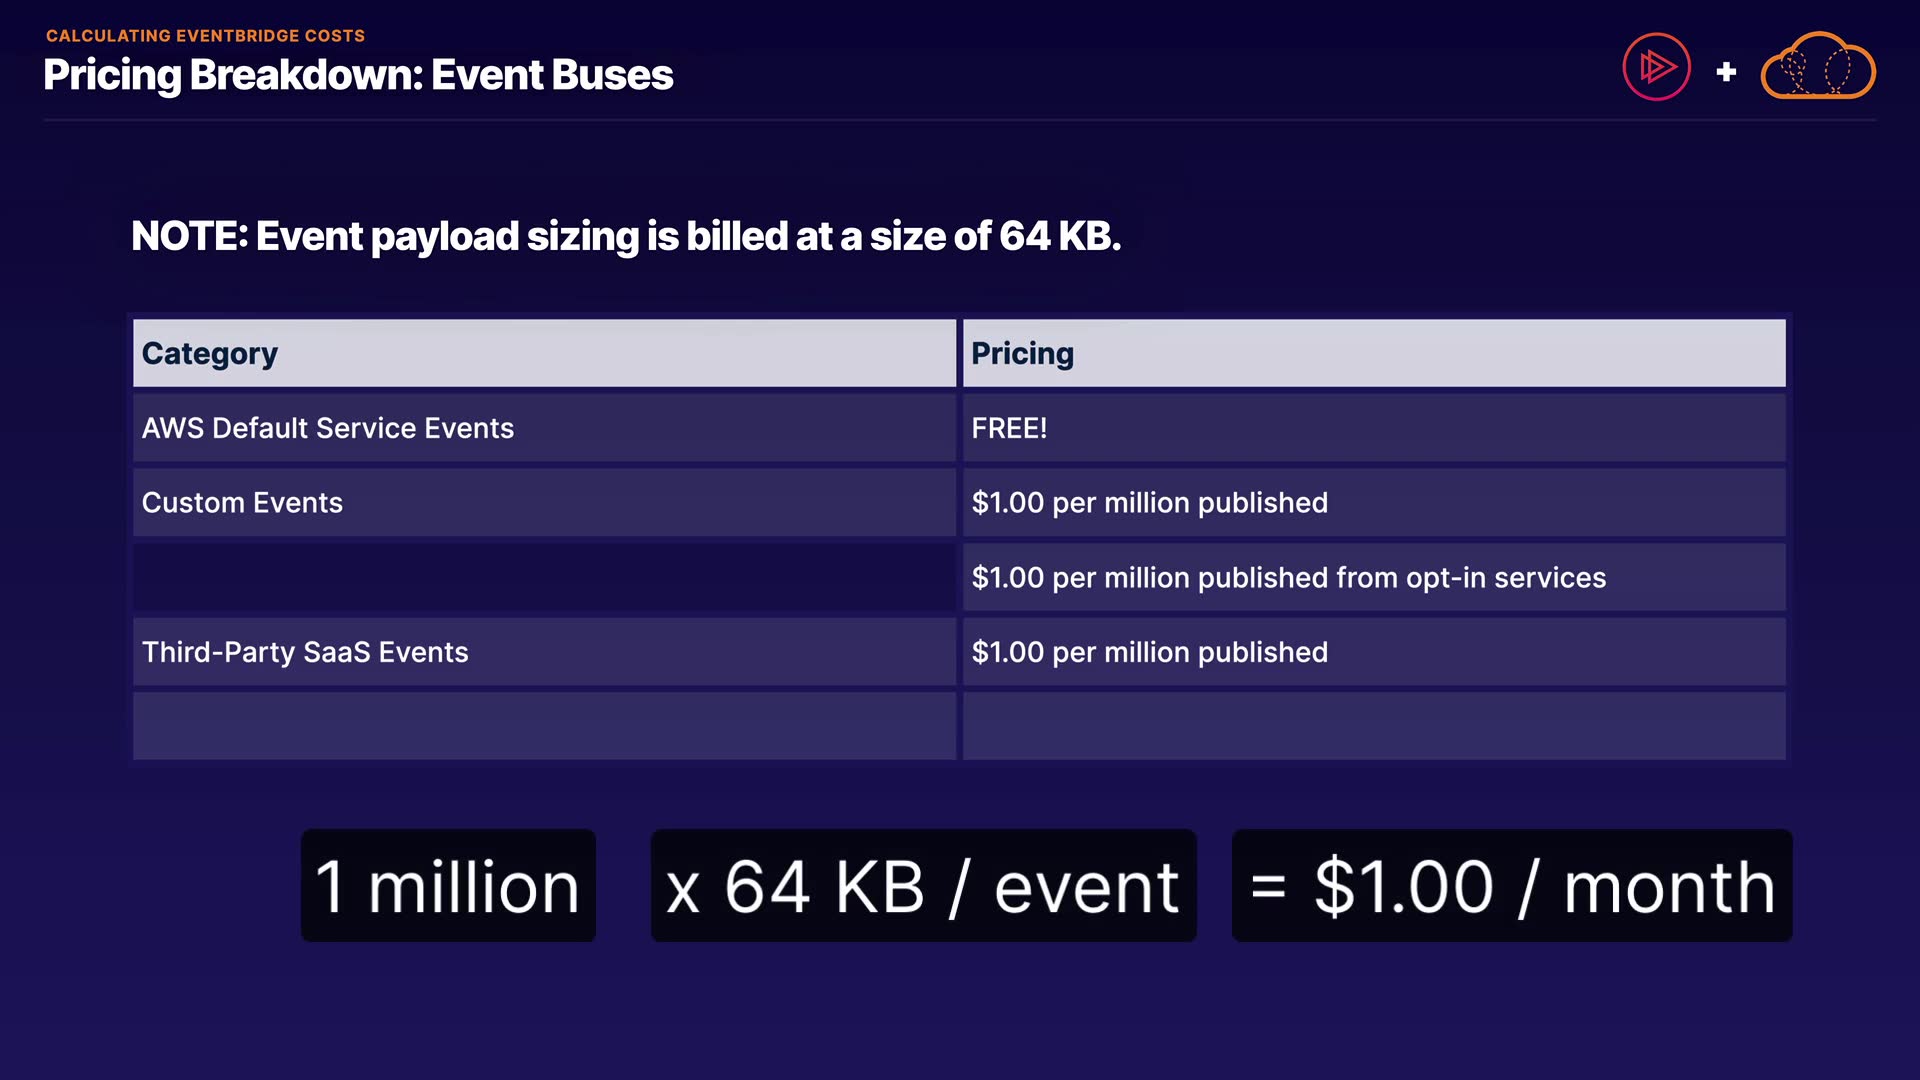 CALCULATING EVENTBRIDGE COSTS
Pricing Breakdown: Event Buses
NOTE: Event payload sizing is billed at a size of 64 KB.
Category Pricing
AWS Default Service Events FREE!
Custom Events $1.00 per million published
$1.00 per million published from opt-in services
Third-Party SaaS Events $1.00 per million published
1 million x 64 KB / event = $1.00 / month